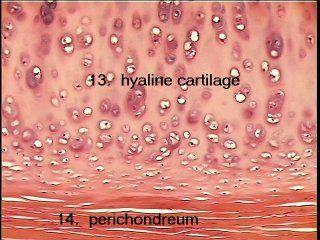 13. hyaline cartilage
14. perichondreum